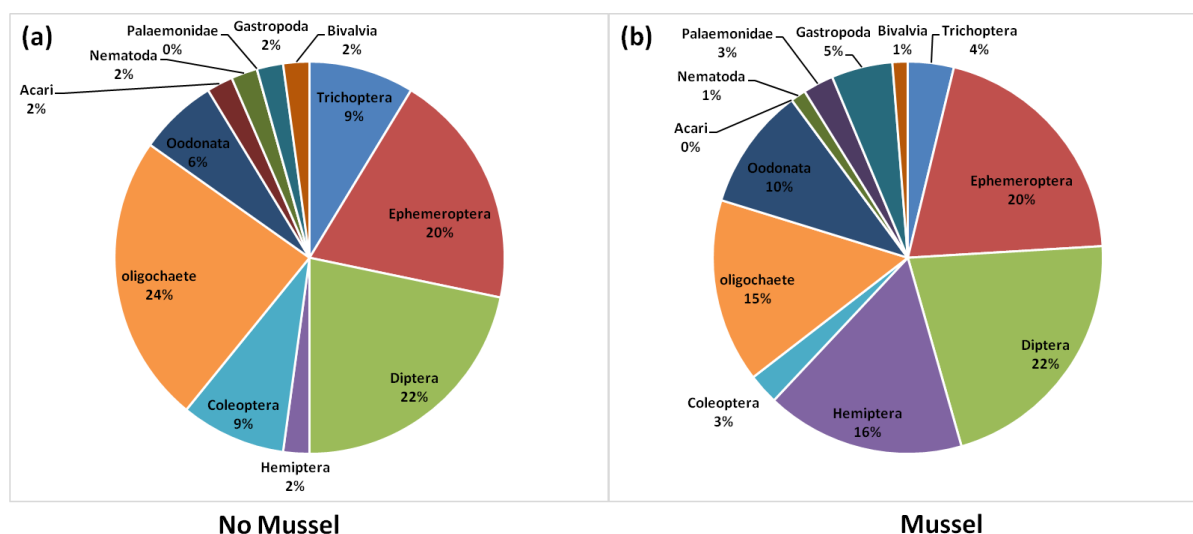 (a)
Palaemonidae
0%
Gastropoda
2%
Bivalvia
2%
Nematoda
2%
Acari
2%
Trichoptera
9%
Oodonata
6%
Ephemeroptera
20%
oligochaete
24%
Diptera
22%
Coleoptera
9%
Hemiptera
2%
No Mussel
(b)
Palaemonidae
3%
Gastropoda
5%
Bivalvia
1%
Trichoptera
4%
Nematoda
1%
Acari
0%
Oodonata
10%
Ephemeroptera
20%
oligochaete
15%
Diptera
22%
Coleoptera
3%
Hemiptera
16%
Mussel